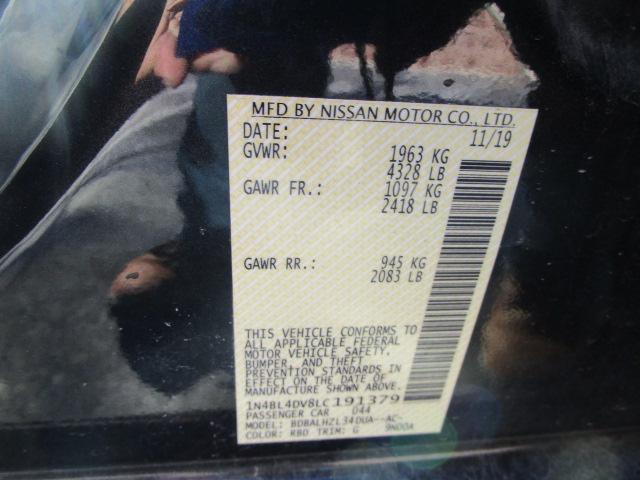 MFD BY NISSAN MOTOR CO., LTD.
DATE: 11/19
GVWR: 1963 KG
4328 LB
GAWR FR.: 1097 KG
2418 LB
GAWR RR.: 945 KG
2083 LB
THIS VEHICLE CONFORMS TO
ALL APPLICABLE FEDERAL
MOTOR VEHICLE SAFETY,
BUMPER, AND THEFT
PREVENTION STANDARDS IN
EFFECT ON THE DATE OF
MANUFACTURE SHOWN ABOVE.
1N4BL4DV8LC191379
PASSENGER CAR 044
MODEL: BDBALHZL34DUA--AC-
COLOR: RBD TRIM: G 9N00A